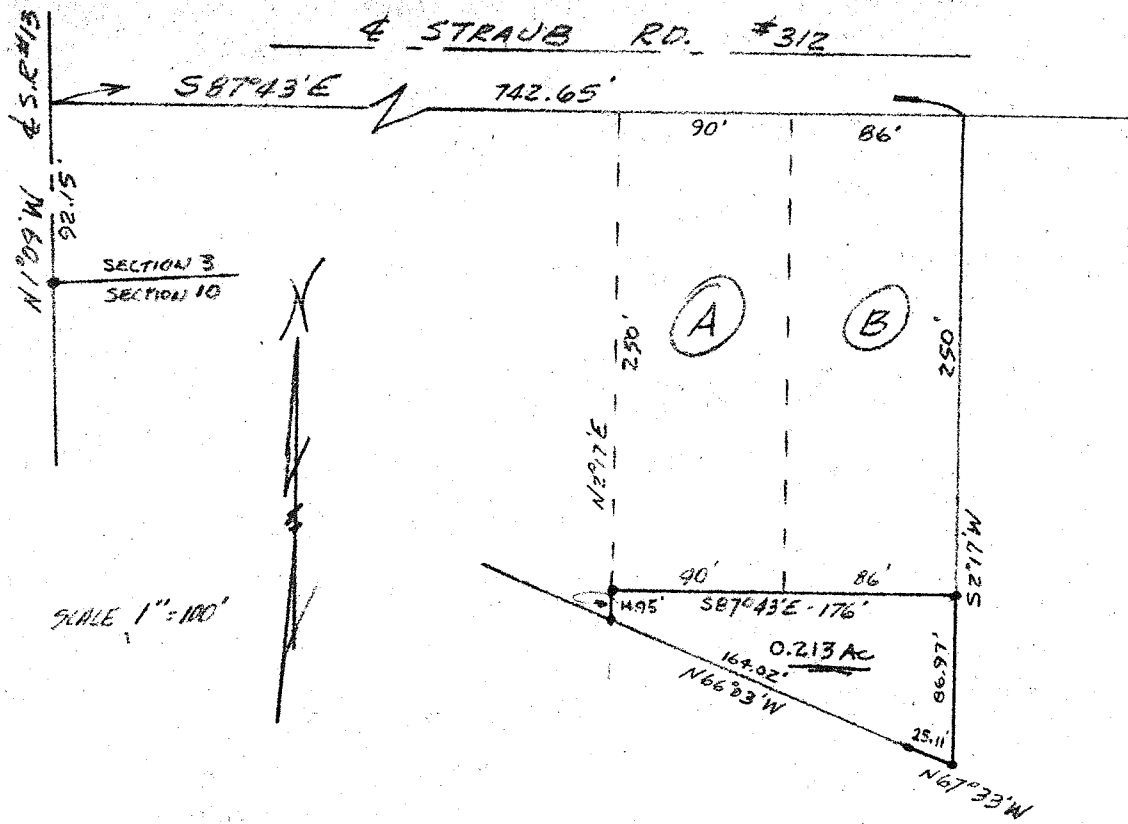 ℄ STRAUB RD. #312
℄ S.R. #13
S87°43'E 742.65'
90' 86'
N1°09'W
92.15'
SECTION 3
SECTION 10
A
B
250'
250'
N2°17'E
S2°17'W
SCALE 1"=100'
90' 86'
14.95'
S87°43'E - 176'
0.213 Ac
164.02'
N66°03'W
86.97'
25.11'
N67°33'W